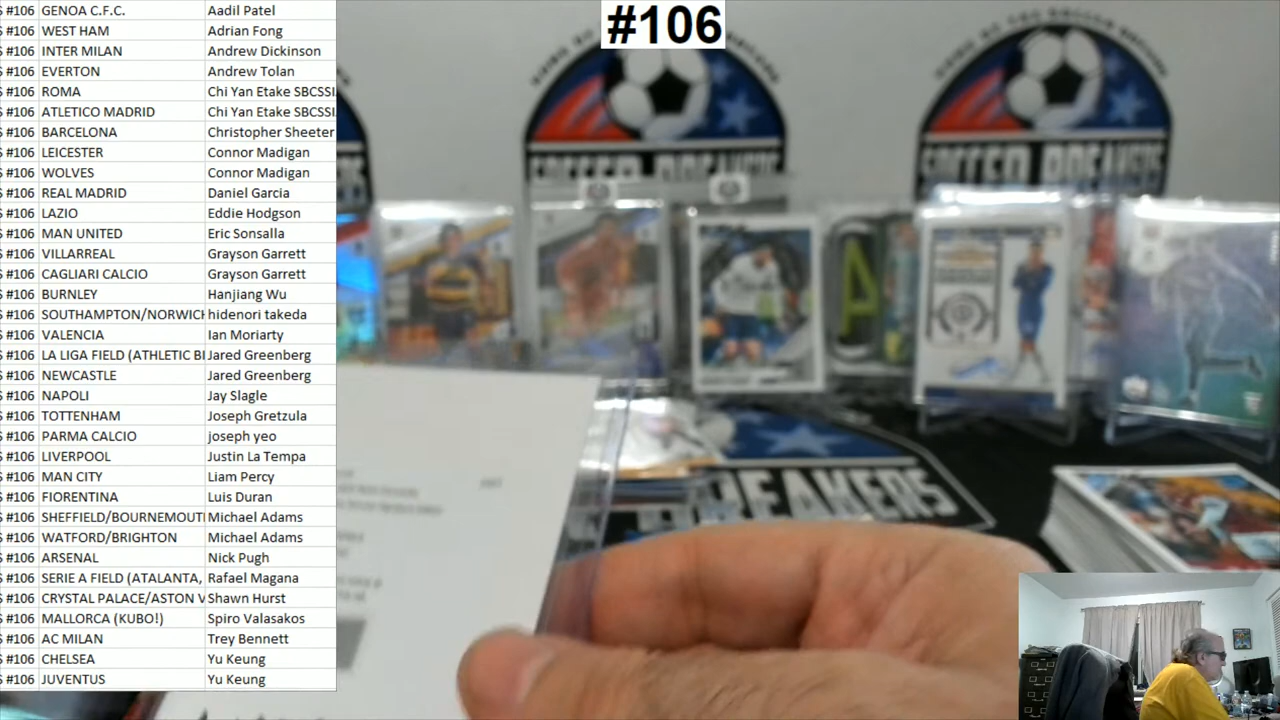 #106
#106 GENOA C.F.C. Aadil Patel
#106 WEST HAM Adrian Fong
#106 INTER MILAN Andrew Dickinson
#106 EVERTON Andrew Tolan
#106 ROMA Chi Yan Etake SBCSSI
#106 ATLETICO MADRID Chi Yan Etake SBCSSI
#106 BARCELONA Christopher Sheeter
#106 LEICESTER Connor Madigan
#106 WOLVES Connor Madigan
#106 REAL MADRID Daniel Garcia
#106 LAZIO Eddie Hodgson
#106 MAN UNITED Eric Sonsalla
#106 VILLARREAL Grayson Garrett
#106 CAGLIARI CALCIO Grayson Garrett
#106 BURNLEY Hanjiang Wu
#106 SOUTHAMPTON/NORWICH hidenori takeda
#106 VALENCIA Ian Moriarty
#106 LA LIGA FIELD (ATHLETIC BI Jared Greenberg
#106 NEWCASTLE Jared Greenberg
#106 NAPOLI Jay Slagle
#106 TOTTENHAM Joseph Gretzula
#106 PARMA CALCIO joseph yeo
#106 LIVERPOOL Justin La Tempa
#106 MAN CITY Liam Percy
#106 FIORENTINA Luis Duran
#106 SHEFFIELD/BOURNEMOUT Michael Adams
#106 WATFORD/BRIGHTON Michael Adams
#106 ARSENAL Nick Pugh
#106 SERIE A FIELD (ATALANTA, Rafael Magana
#106 CRYSTAL PALACE/ASTON V Shawn Hurst
#106 MALLORCA (KUBO!) Spiro Valasakos
#106 AC MILAN Trey Bennett
#106 CHELSEA Yu Keung
#106 JUVENTUS Yu Keung
SOCCER BREAKERS
SOCCER BREAKERS
BREAKERS